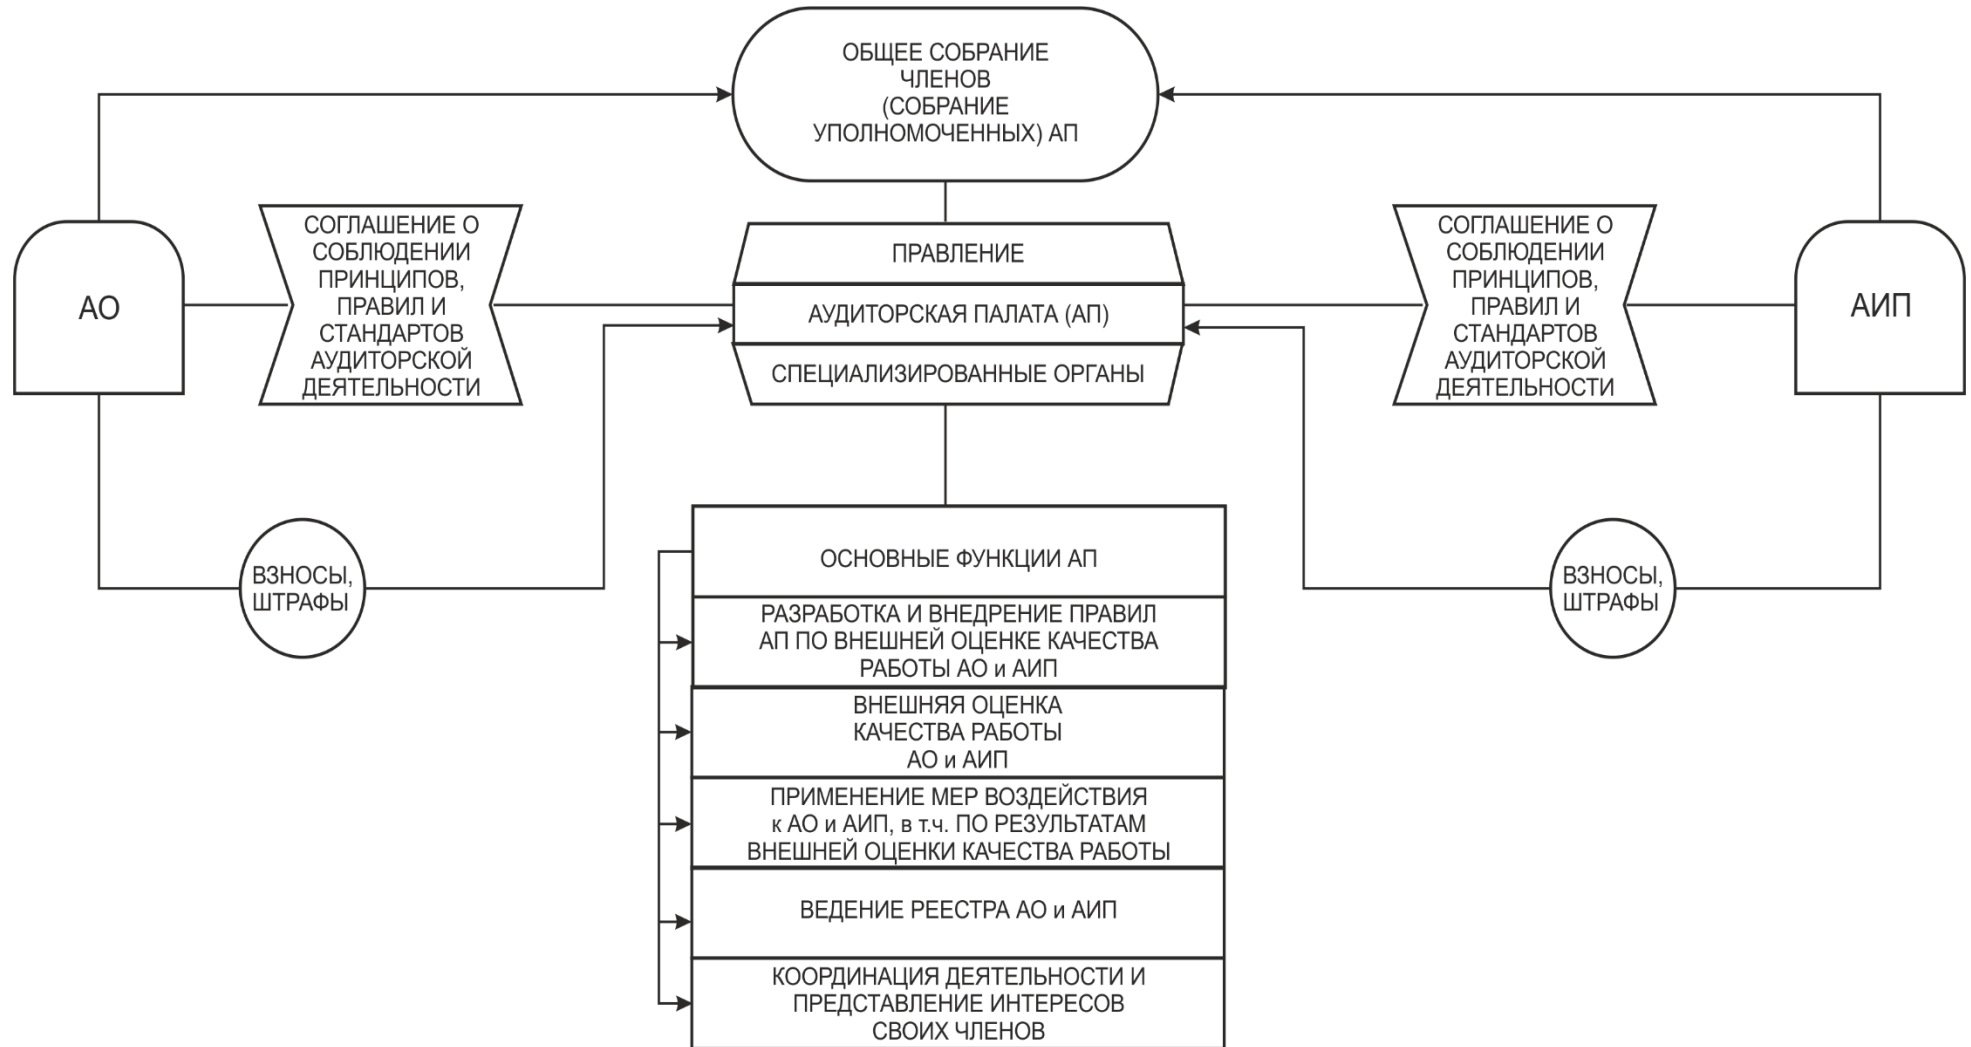 ОБЩЕЕ СОБРАНИЕ
ЧЛЕНОВ
(СОБРАНИЕ
УПОЛНОМОЧЕННЫХ) АП
АО
СОГЛАШЕНИЕ О
СОБЛЮДЕНИИ
ПРИНЦИПОВ,
ПРАВИЛ И
СТАНДАРТОВ
АУДИТОРСКОЙ
ДЕЯТЕЛЬНОСТИ
ПРАВЛЕНИЕ
АУДИТОРСКАЯ ПАЛАТА (АП)
СПЕЦИАЛИЗИРОВАННЫЕ ОРГАНЫ
СОГЛАШЕНИЕ О
СОБЛЮДЕНИИ
ПРИНЦИПОВ,
ПРАВИЛ И
СТАНДАРТОВ
АУДИТОРСКОЙ
ДЕЯТЕЛЬНОСТИ
АИП
ВЗНОСЫ,
ШТРАФЫ
ВЗНОСЫ,
ШТРАФЫ
ОСНОВНЫЕ ФУНКЦИИ АП
РАЗРАБОТКА И ВНЕДРЕНИЕ ПРАВИЛ
АП ПО ВНЕШНЕЙ ОЦЕНКЕ КАЧЕСТВА
РАБОТЫ АО и АИП
ВНЕШНЯЯ ОЦЕНКА
КАЧЕСТВА РАБОТЫ
АО и АИП
ПРИМЕНЕНИЕ МЕР ВОЗДЕЙСТВИЯ
к АО и АИП, в т.ч. ПО РЕЗУЛЬТАТАМ
ВНЕШНЕЙ ОЦЕНКИ КАЧЕСТВА РАБОТЫ
ВЕДЕНИЕ РЕЕСТРА АО и АИП
КООРДИНАЦИЯ ДЕЯТЕЛЬНОСТИ И
ПРЕДСТАВЛЕНИЕ ИНТЕРЕСОВ
СВОИХ ЧЛЕНОВ